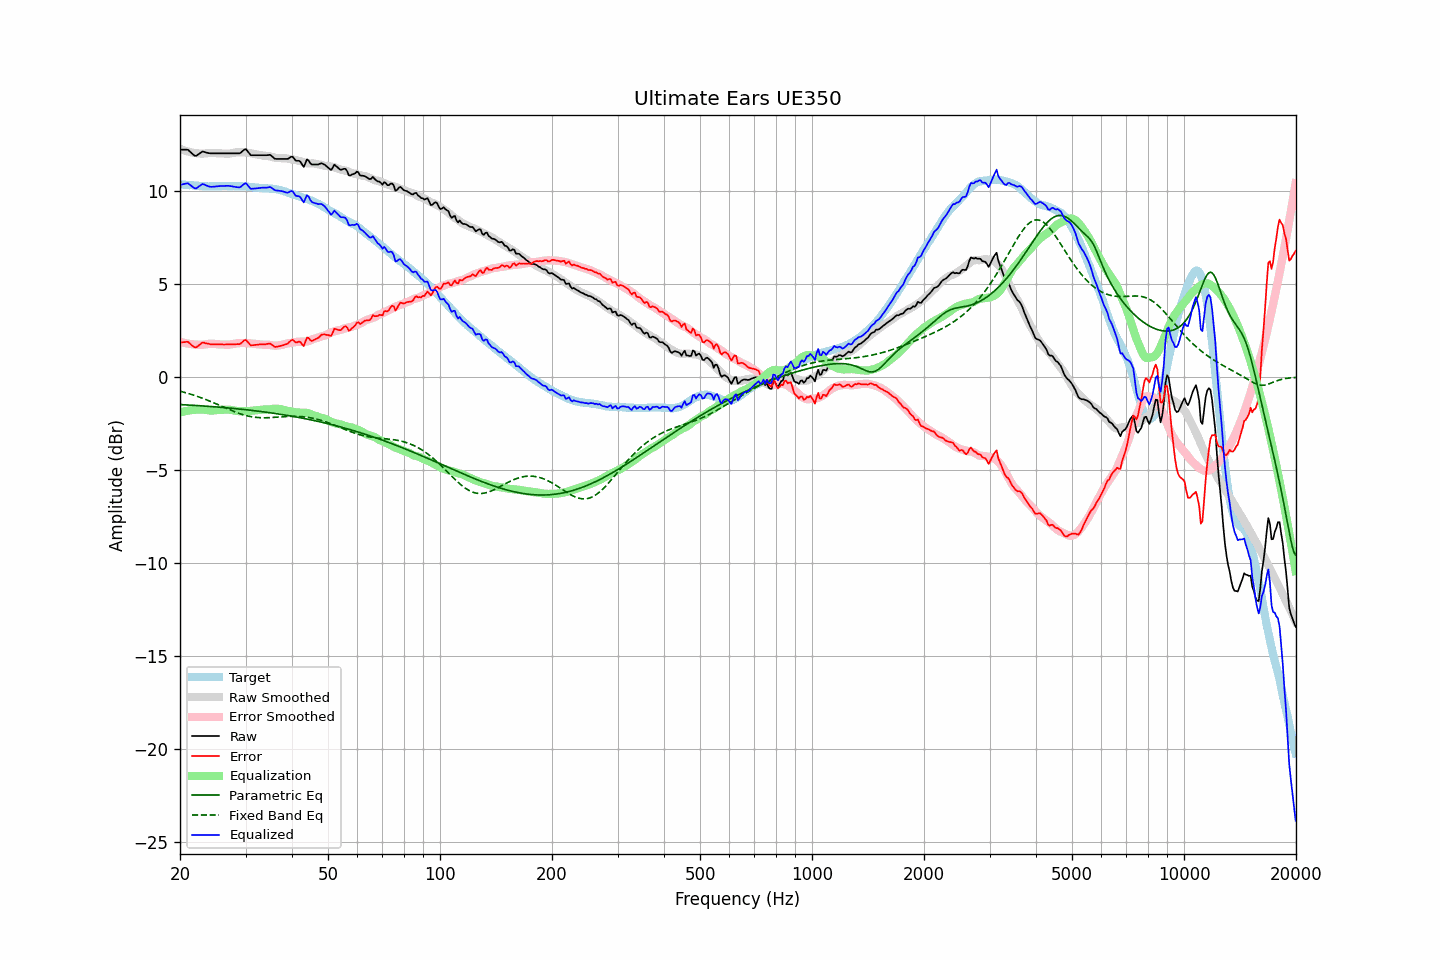 Ultimate Ears UE350
Amplitude (dBr)
10
5
0
−5
−10
−15
−20
−25
Target
Raw Smoothed
Error Smoothed
Raw
Error
Equalization
Parametric Eq
Fixed Band Eq
Equalized
20 50 100 200 500 1000 2000 5000 10000 20000
Frequency (Hz)